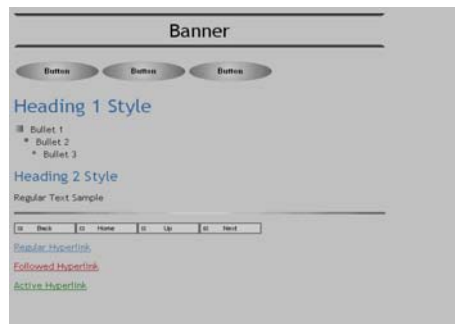 Banner
Button Button Button
Heading 1 Style
Bullet 1
Bullet 2
Bullet 3
Heading 2 Style
Regular Text Sample
Back Home Up Next
Regular Hyperlink
Followed Hyperlink
Active Hyperlink